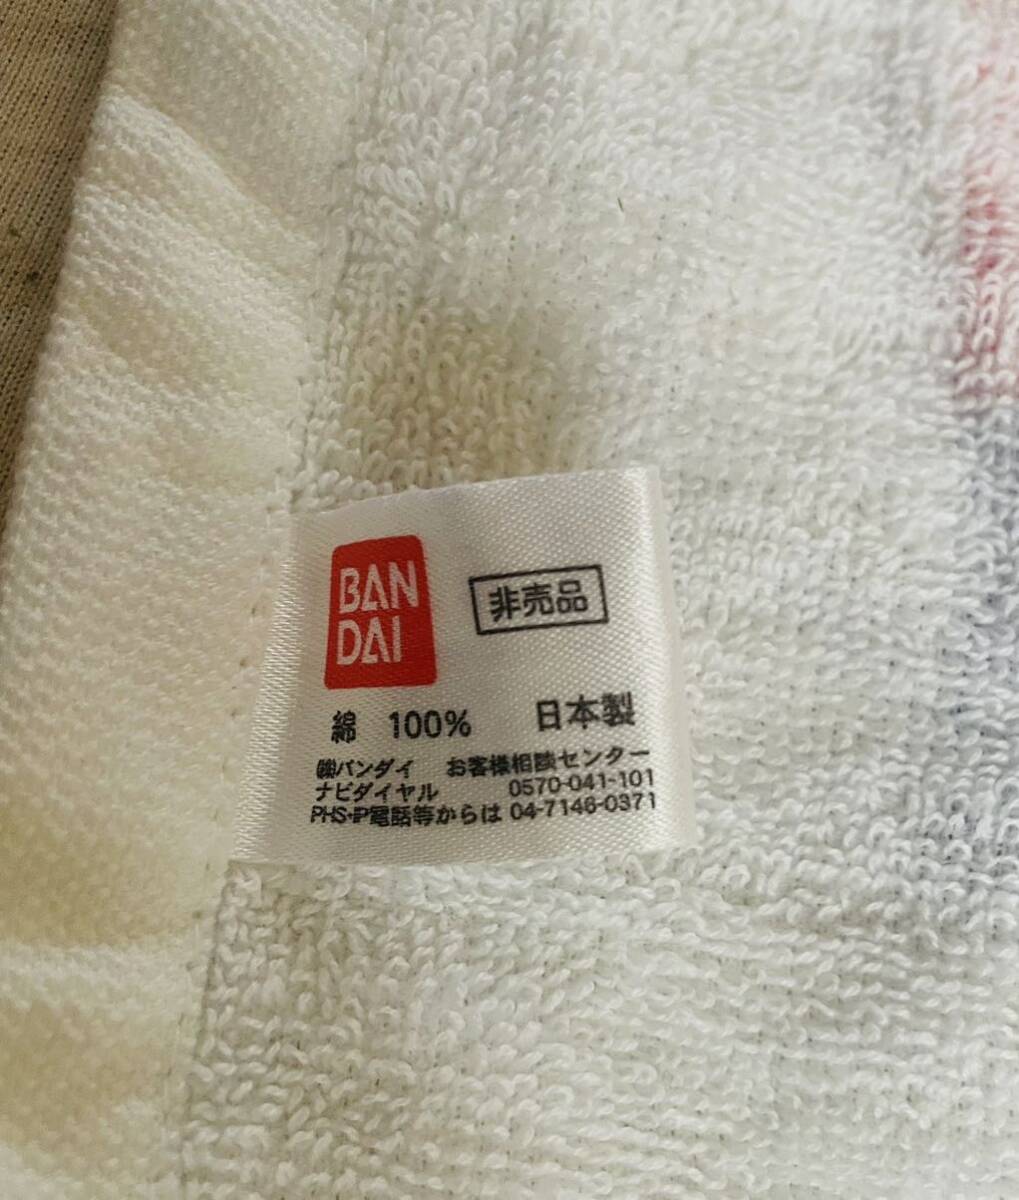 BAN
DAI
非売品
綿 100% 日本製
㈱バンダイ お客様相談センター
ナビダイヤル 0570-041-101
PHS・IP電話等からは 04-7146-0371